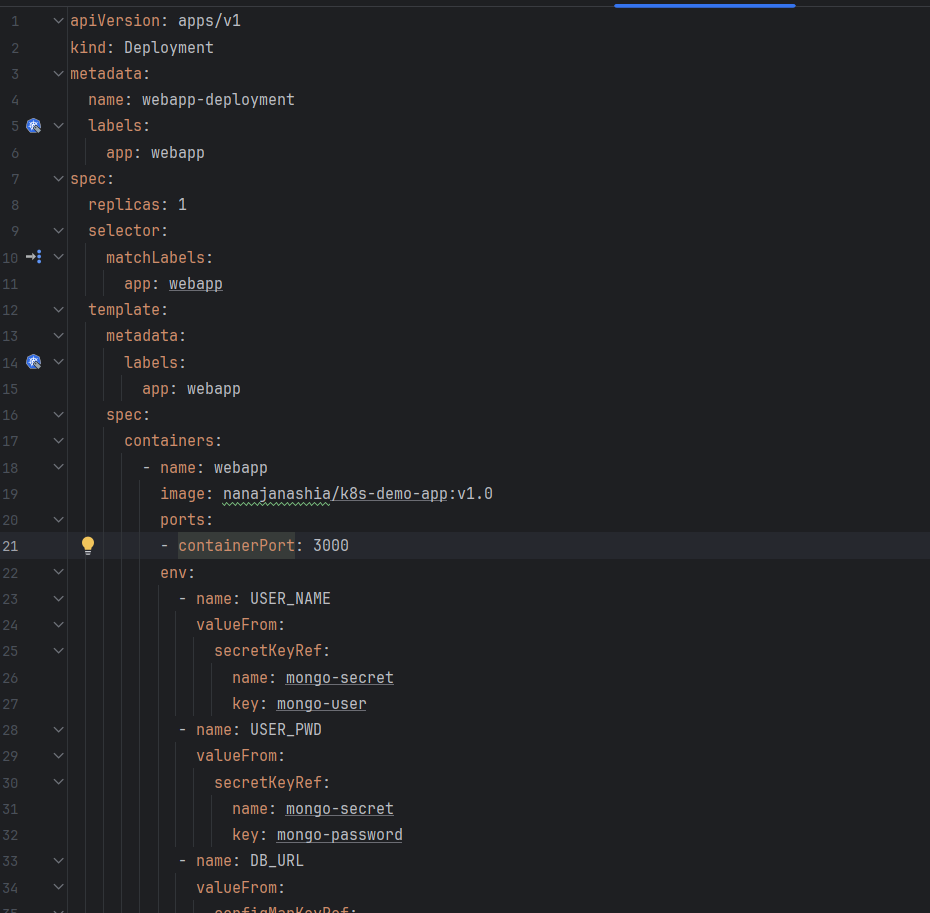 1 apiVersion: apps/v1
2 kind: Deployment
3 metadata:
4   name: webapp-deployment
5   labels:
6     app: webapp
7 spec:
8   replicas: 1
9   selector:
10     matchLabels:
11       app: webapp
12   template:
13     metadata:
14       labels:
15         app: webapp
16     spec:
17       containers:
18         - name: webapp
19           image: nanajanashia/k8s-demo-app:v1.0
20           ports:
21           - containerPort: 3000
22           env:
23             - name: USER_NAME
24               valueFrom:
25                 secretKeyRef:
26                   name: mongo-secret
27                   key: mongo-user
28             - name: USER_PWD
29               valueFrom:
30                 secretKeyRef:
31                   name: mongo-secret
32                   key: mongo-password
33             - name: DB_URL
34               valueFrom:
35                 configMapKeyRef: